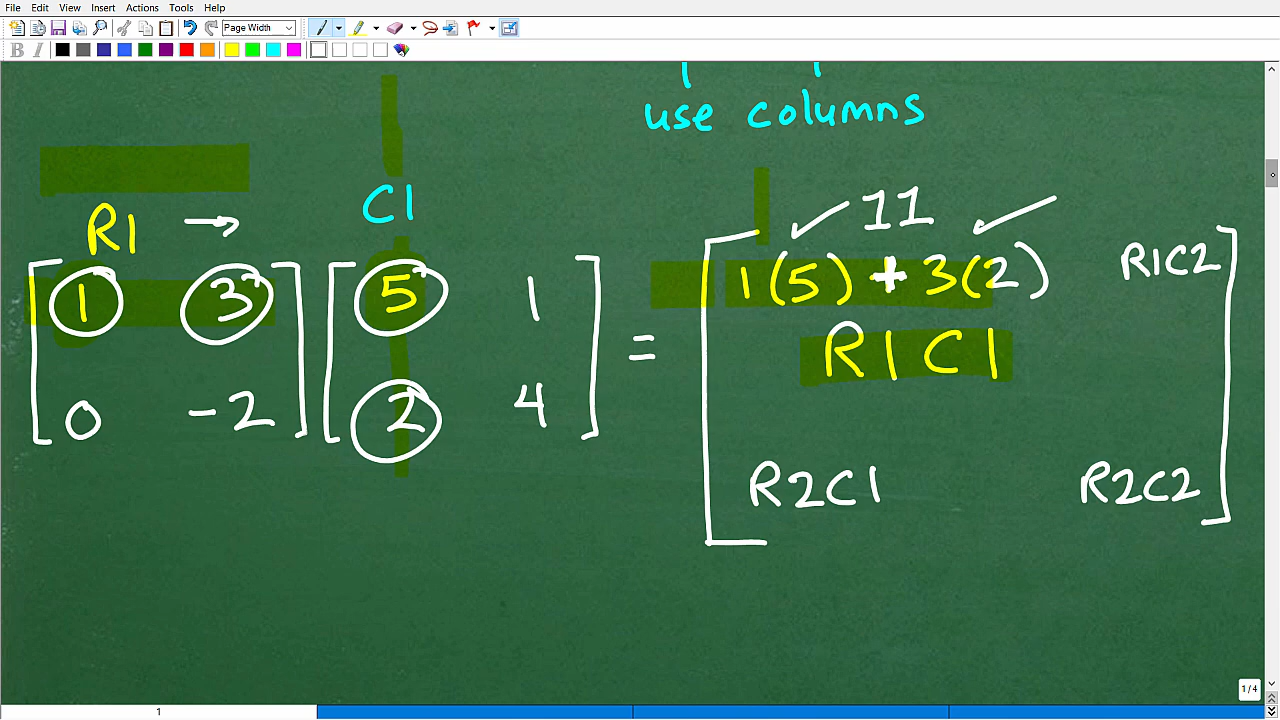 File Edit View Insert Actions Tools Help
Page Width
B I
use columns
C1
R1 → 11
1 3 5 1 = 1(5) + 3(2) R1C2
R1C1
0 -2 2 4
R2C1 R2C2
1/4
1